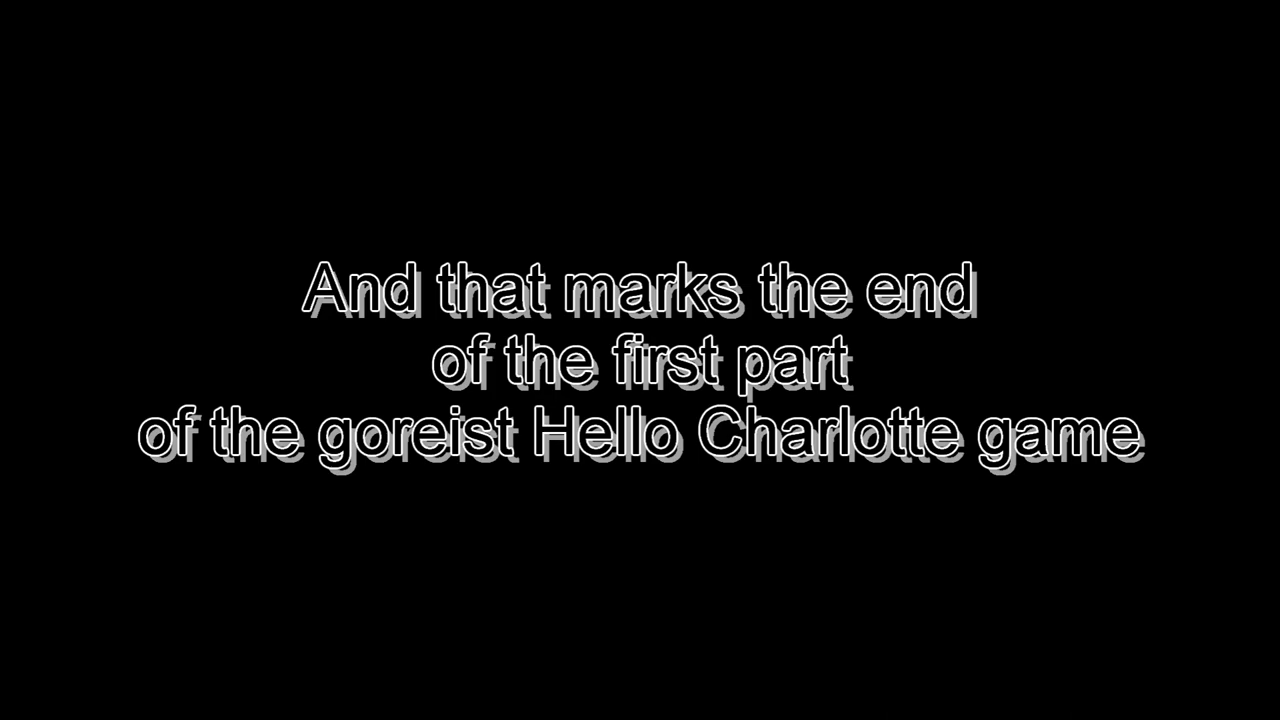 And that marks the end
of the first part
of the goreist Hello Charlotte game